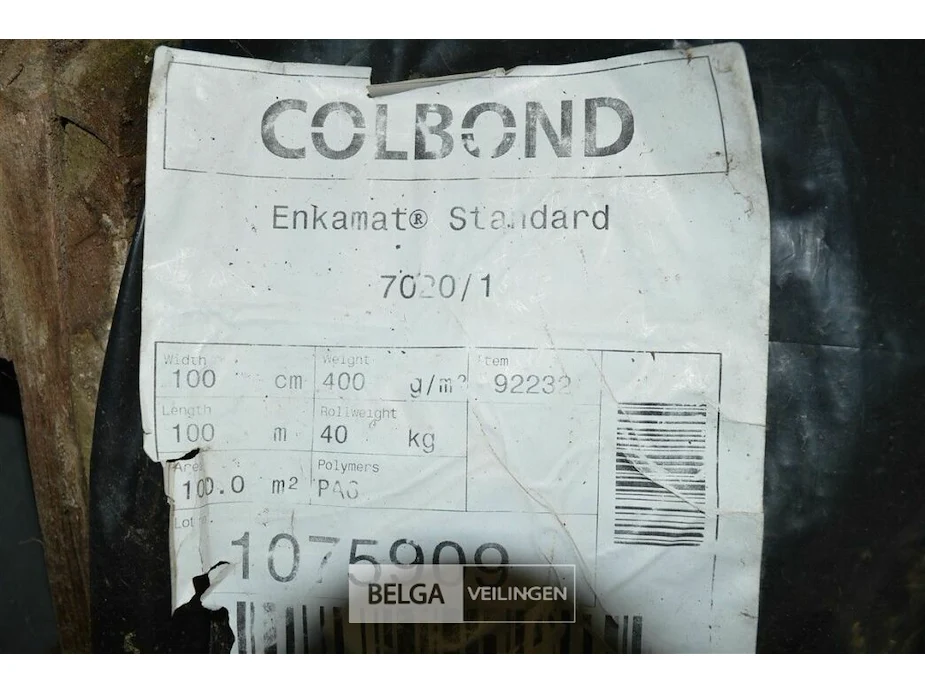 COLBOND
Enkamat® Standard
7020/1
Width Weight Item
100 cm 400 g/m² 92232
Length Rollweight
100 m 40 kg
Area Polymers
100.0 m2 PA6
Lot
1075909
BELGA VEILINGEN